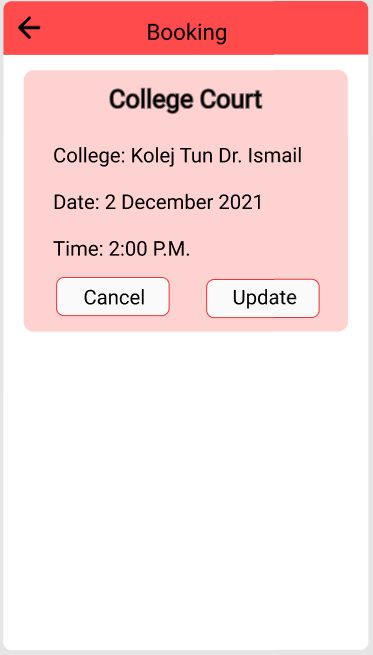 Booking
College Court
College: Kolej Tun Dr. Ismail
Date: 2 December 2021
Time: 2:00 P.M.
Cancel
Update